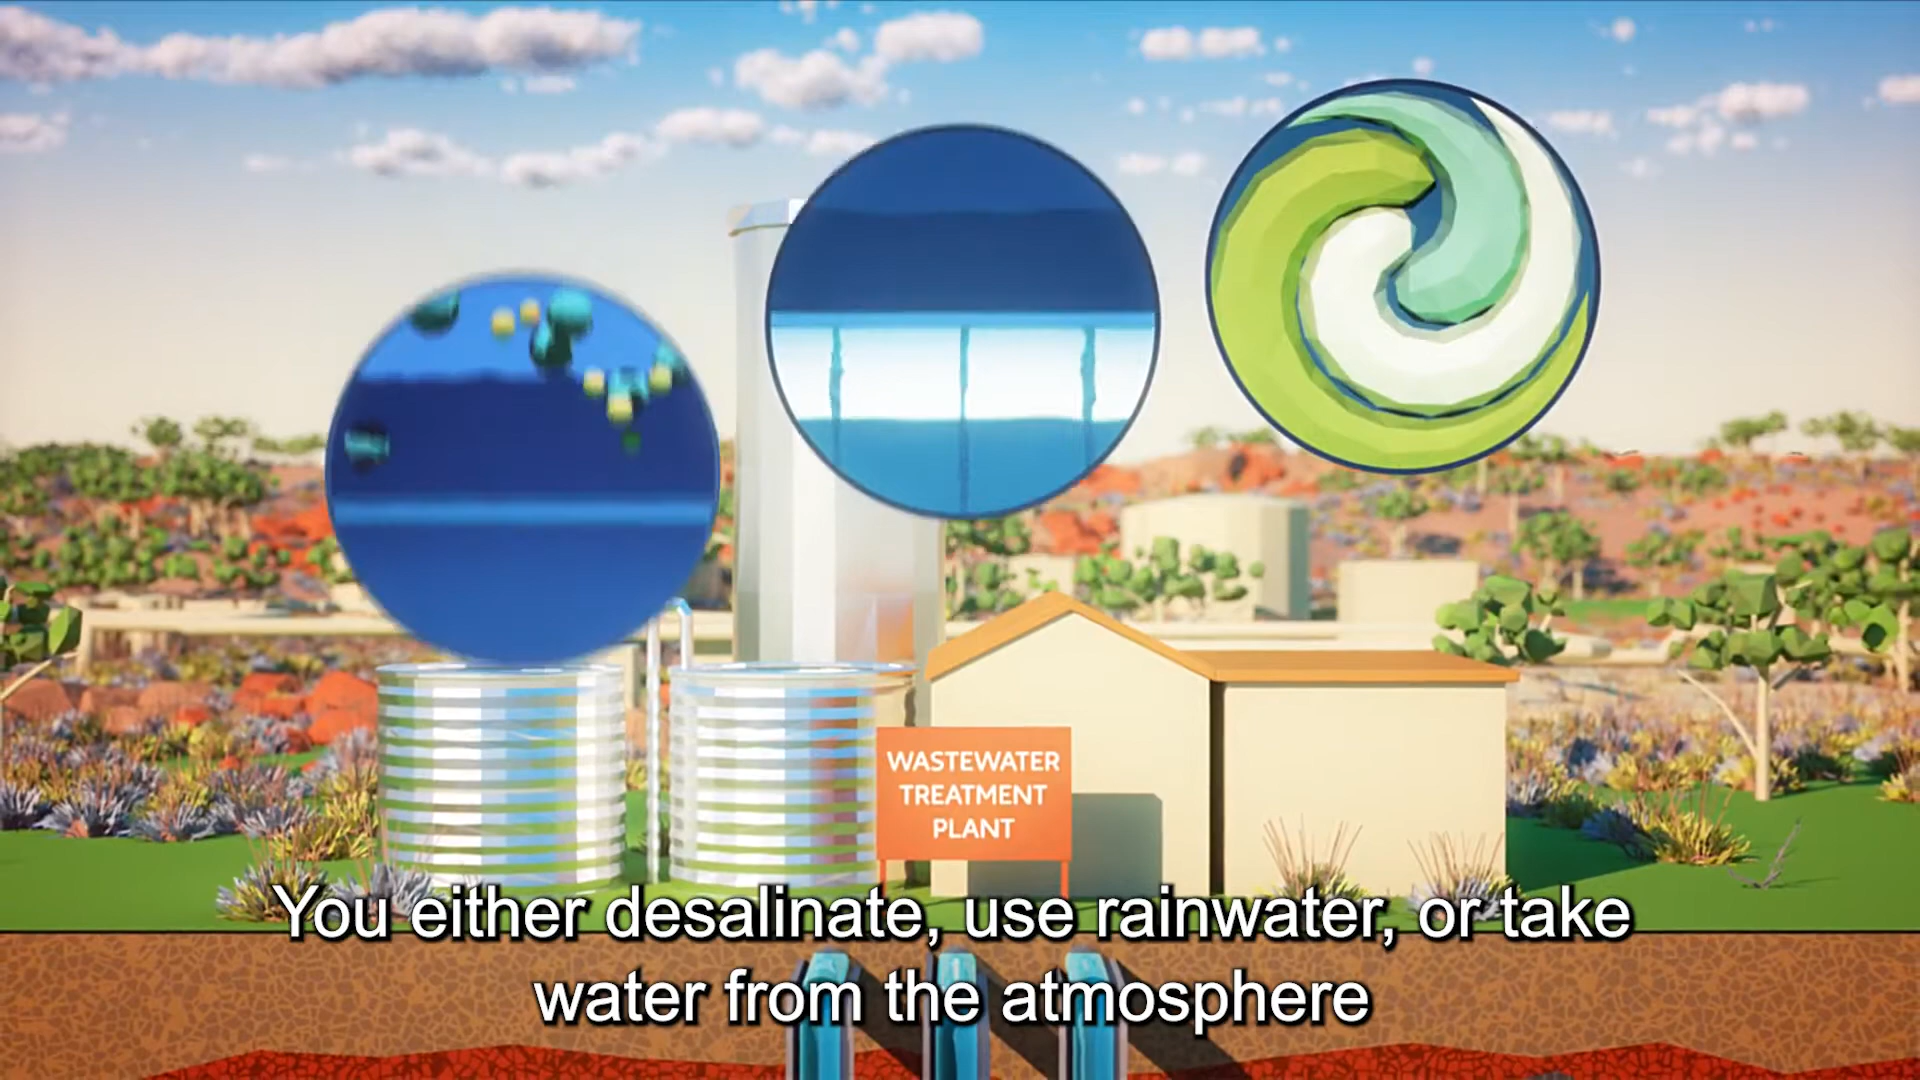 WASTEWATER
TREATMENT
PLANT
You either desalinate, use rainwater, or take
water from the atmosphere